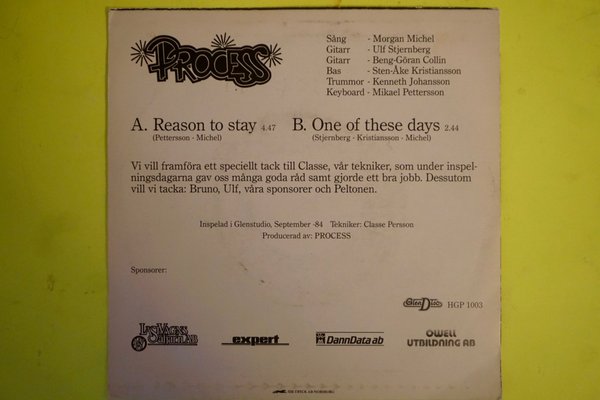 PROCESS
Sång - Morgan Michel
Gitarr - Ulf Stjernberg
Gitarr - Beng-Göran Collin
Bas - Sten-Åke Kristiansson
Trummor - Kenneth Johansson
Keyboard - Mikael Pettersson
A. Reason to stay 4.47
(Pettersson - Michel)
B. One of these days 2.44
(Stjernberg - Kristiansson - Michel)
Vi vill framföra ett speciellt tack till Classe, vår tekniker, som under inspel-
ningsdagarna gav oss många goda råd samt gjorde ett bra jobb. Dessutom
vill vi tacka: Bruno, Ulf, våra sponsorer och Peltonen.
Inspelad i Glenstudio, September -84 Tekniker: Classe Persson
Producerad av: PROCESS
Sponsorer:
Glen Disc HGP 1003
expert
DannData ab
OWELL
UTBILDNING AB